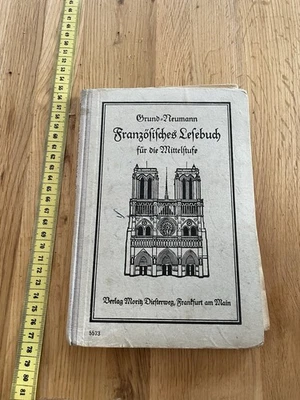 Grund-Neumann
Französisches Lesebuch
für die Mittelstufe
Verlag Moritz Diesterweg, Frankfurt am Main
5573